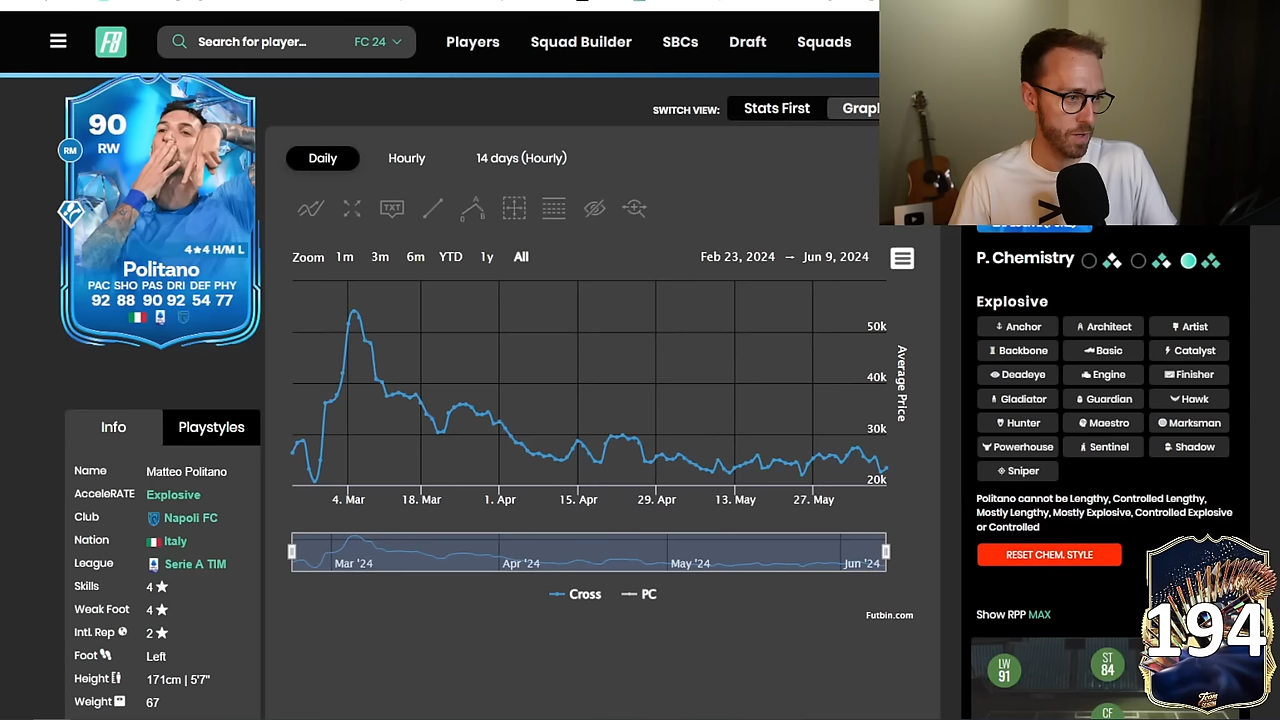 FB
Search for player...
FC 24
Players
Squad Builder
SBCs
Draft
Squads
SWITCH VIEW:
Stats First
90
RW
RM
4★4 H/M L
Politano
PAC SHO PAS DRI DEF PHY
92 88 90 92 54 77
Daily
Hourly
14 days (Hourly)
TXT
Zoom
1m
3m
6m
YTD
1y
All
Feb 23, 2024 → Jun 9, 2024
50k
40k
30k
20k
Average Price
4. Mar
18. Mar
1. Apr
15. Apr
29. Apr
13. May
27. May
Mar '24
Apr '24
May '24
Jun '24
Cross
PC
Futbin.com
Info
Playstyles
Name Matteo Politano
AcceleRATE Explosive
Club Napoli FC
Nation Italy
League Serie A TIM
Skills 4★
Weak Foot 4★
Intl. Rep 2★
Foot Left
Height 171cm | 5'7"
Weight 67
P. Chemistry
Explosive
Anchor
Architect
Artist
Backbone
Basic
Catalyst
Deadeye
Engine
Finisher
Gladiator
Guardian
Hawk
Hunter
Maestro
Marksman
Powerhouse
Sentinel
Shadow
Sniper
Politano cannot be Lengthy, Controlled Lengthy,
Mostly Lengthy, Mostly Explosive, Controlled Explosive
or Controlled
RESET CHEM. STYLE
Show RPP MAX
LW
91
ST
84
CF
194